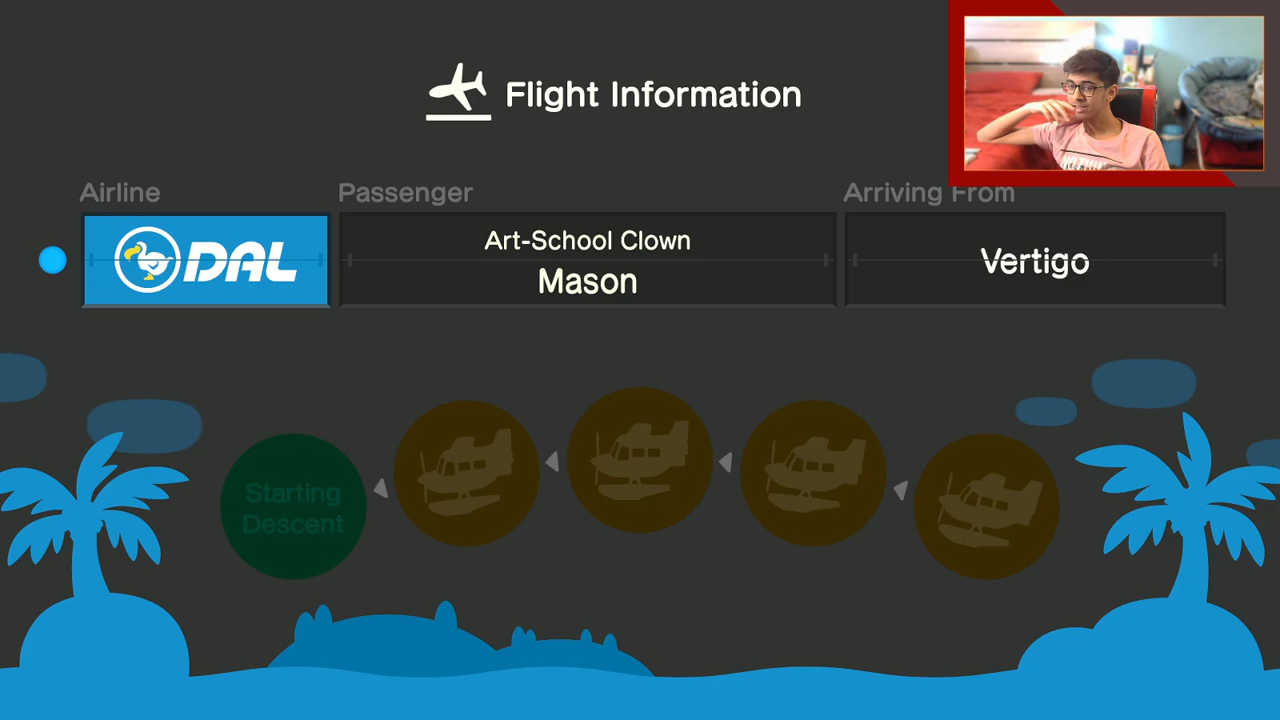 Flight Information
Airline
Passenger
Arriving From
DAL
Art-School Clown
Mason
Vertigo
Starting
Descent